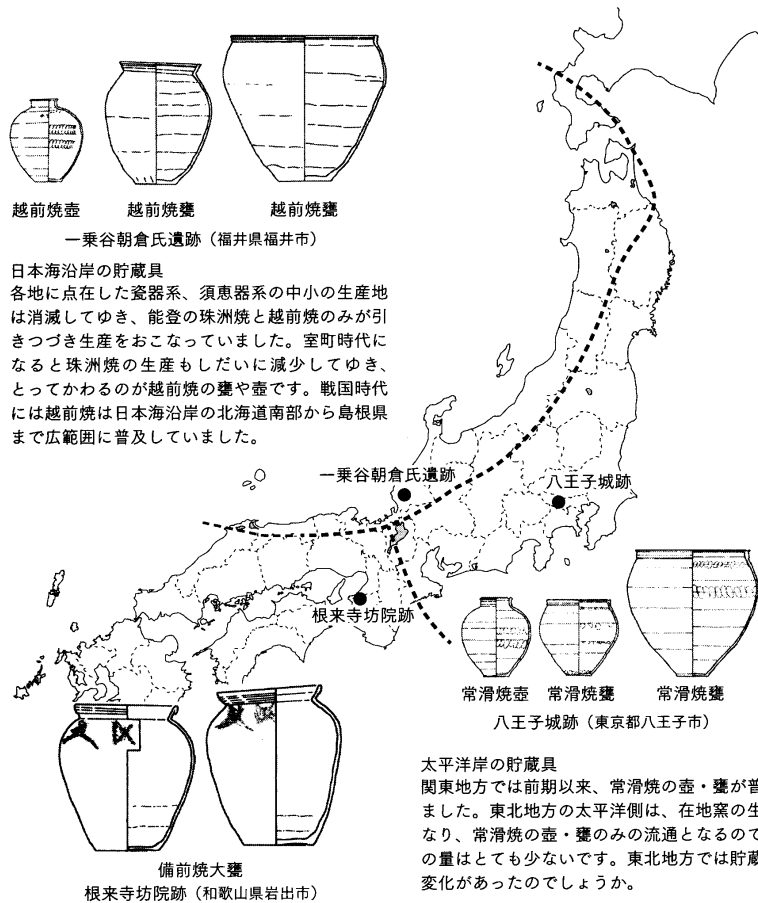 越前焼壺
越前焼甕
越前焼甕
一乗谷朝倉氏遺跡（福井県福井市）
日本海沿岸の貯蔵具
各地に点在した瓷器系、須恵器系の中小の生産地
は消滅してゆき、能登の珠洲焼と越前焼のみが引
きつづき生産をおこなっていました。室町時代に
なると珠洲焼の生産もしだいに減少してゆき、
とってかわるのが越前焼の甕や壺です。戦国時代
には越前焼は日本海沿岸の北海道南部から島根県
まで広範囲に普及していました。
一乗谷朝倉氏遺跡
八王子城跡
根来寺坊院跡
常滑焼壺
常滑焼甕
常滑焼甕
八王子城跡（東京都八王子市）
備前焼大甕
根来寺坊院跡（和歌山県岩出市）
太平洋岸の貯蔵具
関東地方では前期以来、常滑焼の壺・甕が普
ました。東北地方の太平洋側は、在地窯の生
なり、常滑焼の壺・甕のみの流通となるので
の量はとても少ないです。東北地方では貯蔵
変化があったのでしょうか。